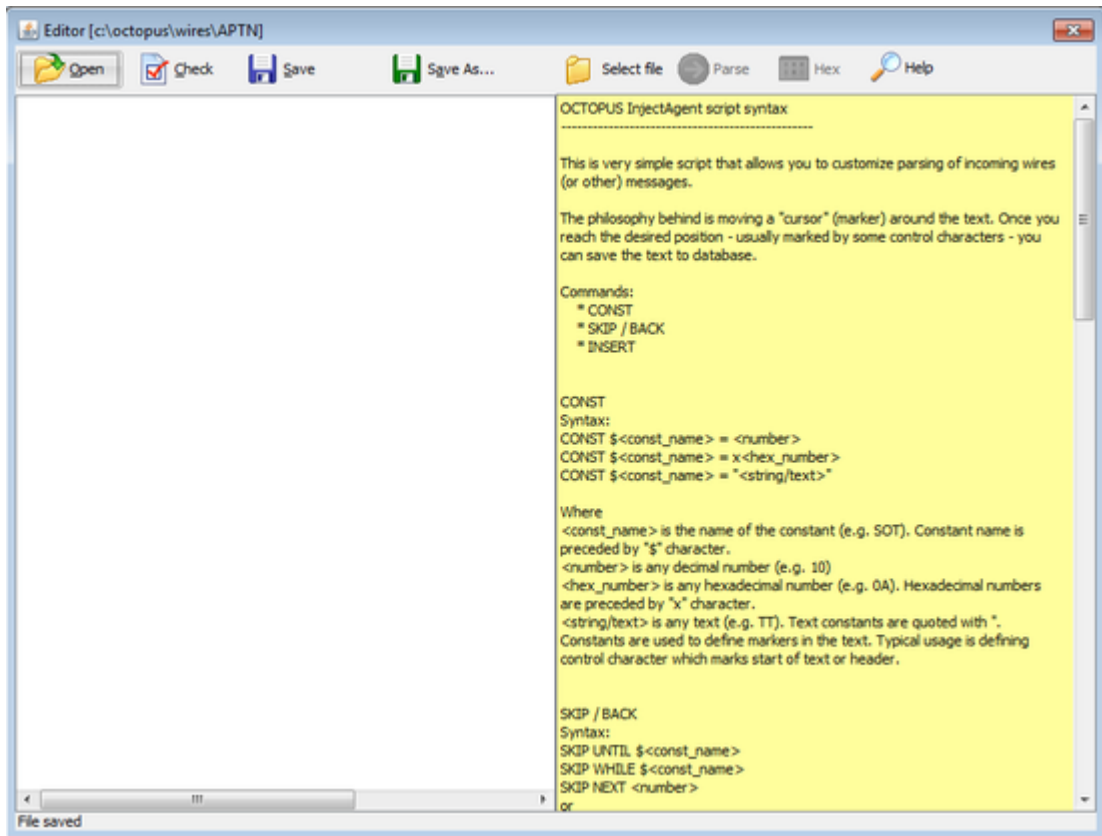 Editor [c:\octopus\wires\APTN]
Open Check Save Save As... Select file Parse Hex Help
OCTOPUS InjectAgent script syntax
------------------------------------------------
This is very simple script that allows you to customize parsing of incoming wires
(or other) messages.
The philosophy behind is moving a "cursor" (marker) around the text. Once you
reach the desired position - usually marked by some control characters - you
can save the text to database.
Commands:
* CONST
* SKIP / BACK
* INSERT
CONST
Syntax:
CONST $<const_name> = <number>
CONST $<const_name> = x<hex_number>
CONST $<const_name> = "<string/text>"
Where
<const_name> is the name of the constant (e.g. SOT). Constant name is
preceded by "$" character.
<number> is any decimal number (e.g. 10)
<hex_number> is any hexadecimal number (e.g. 0A). Hexadecimal numbers
are preceded by "x" character.
<string/text> is any text (e.g. TT). Text constants are quoted with ".
Constants are used to define markers in the text. Typical usage is defining
control character which marks start of text or header.
SKIP / BACK
Syntax:
SKIP UNTIL $<const_name>
SKIP WHILE $<const_name>
SKIP NEXT <number>
or
File saved